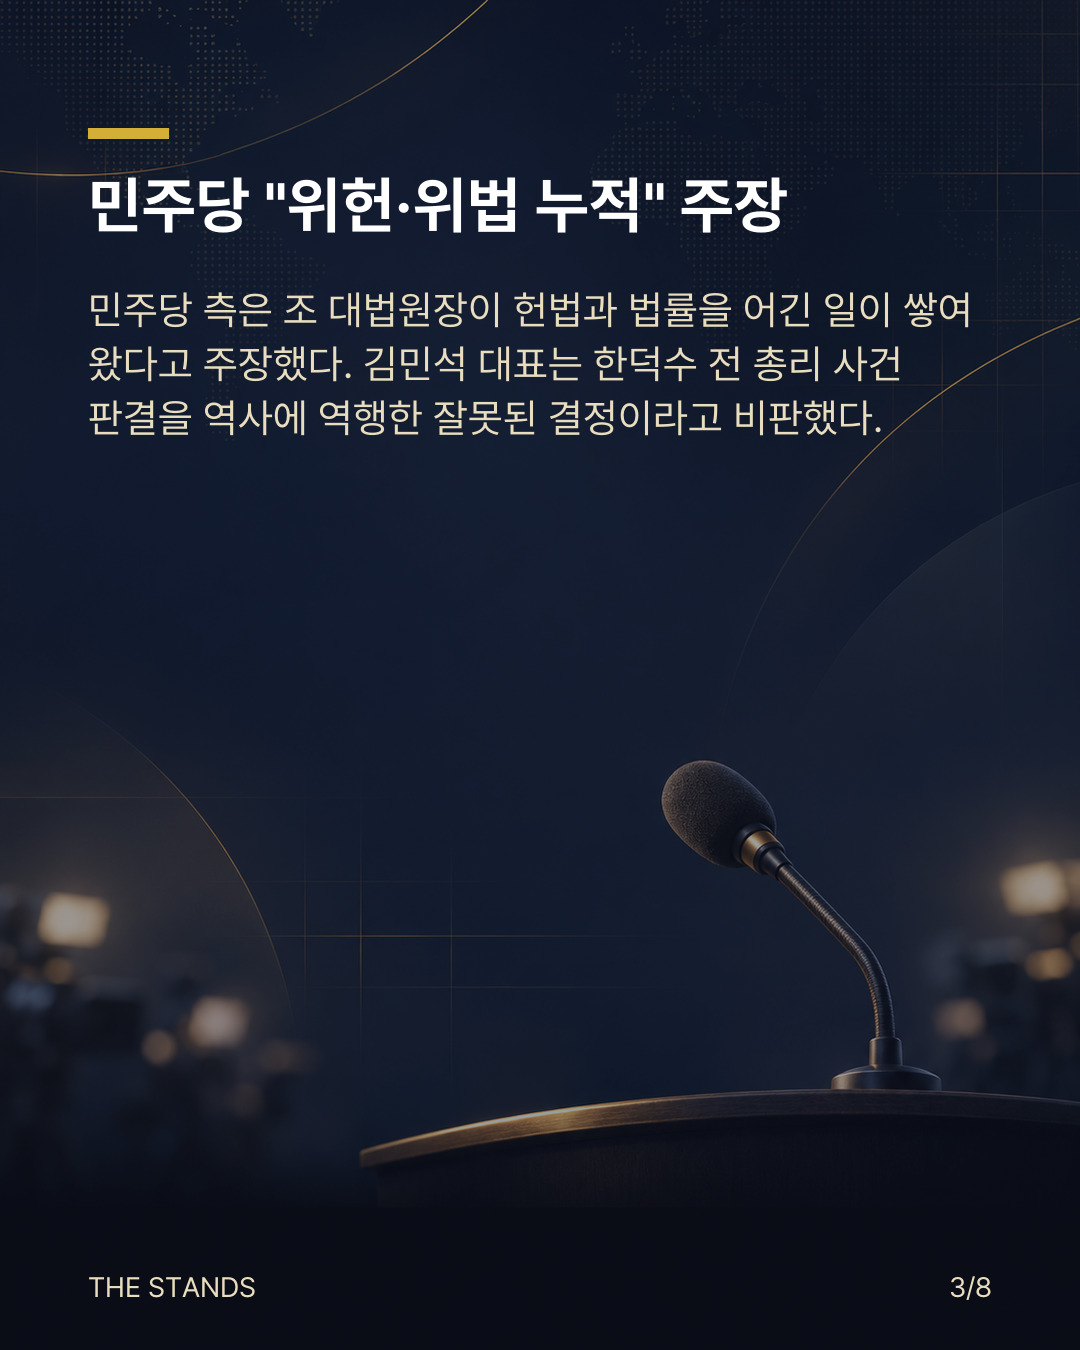 민주당 "위헌·위법 누적" 주장
민주당 측은 조 대법원장이 헌법과 법률을 어긴 일이 쌓여
왔다고 주장했다. 김민석 대표는 한덕수 전 총리 사건
판결을 역사에 역행한 잘못된 결정이라고 비판했다.
THE STANDS
3/8